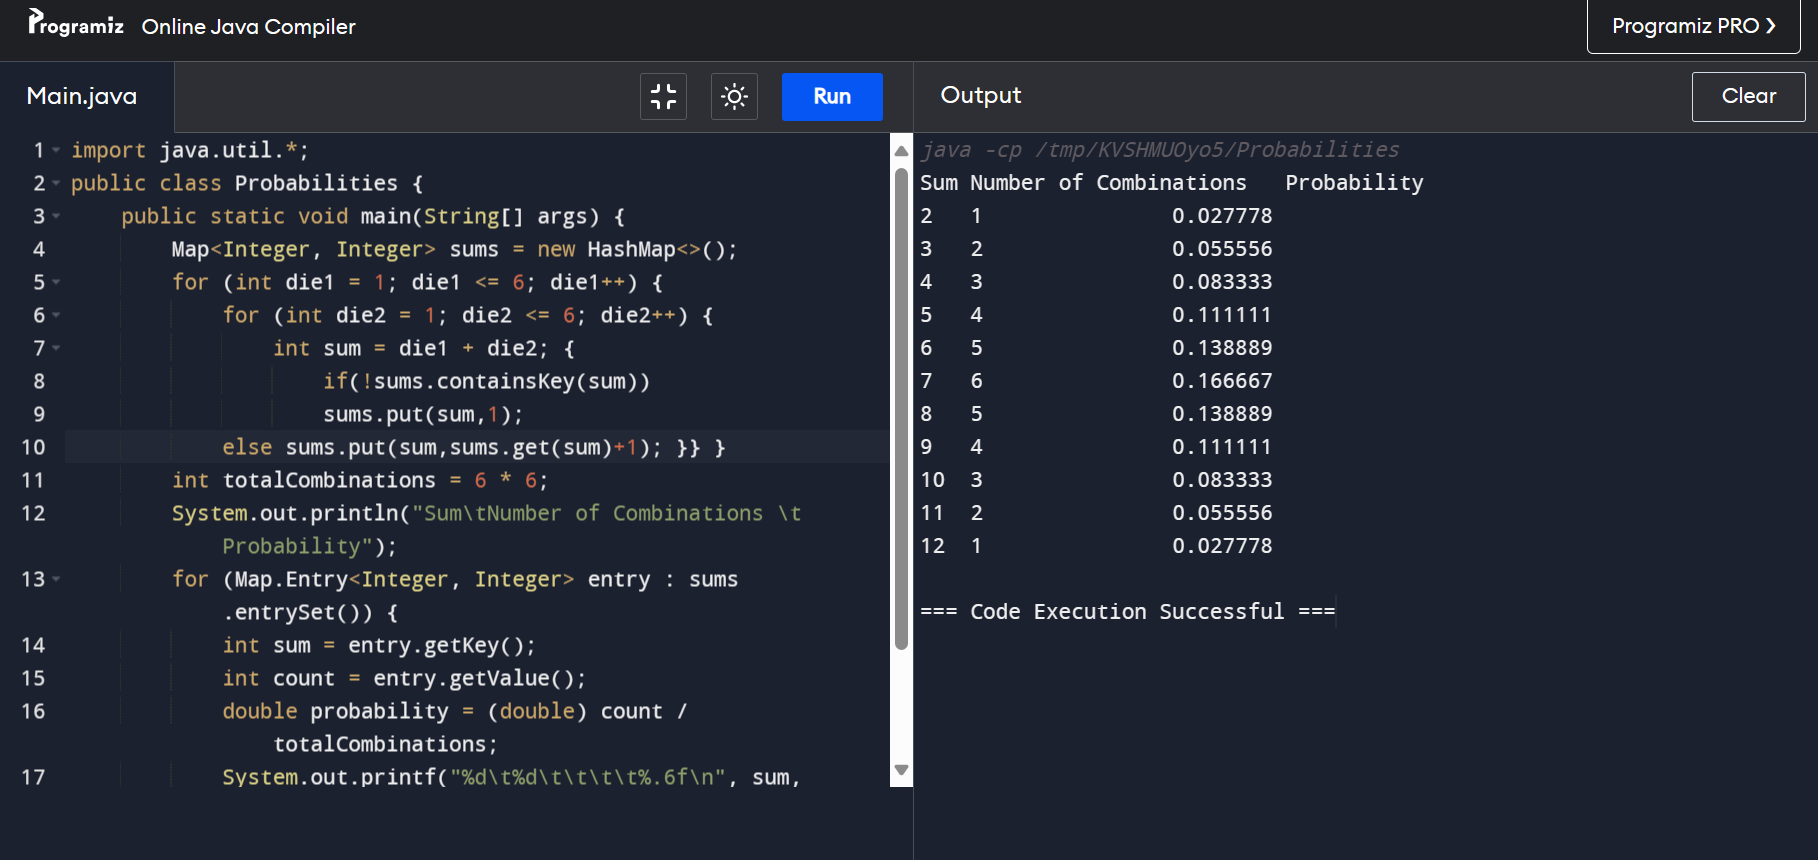 Programiz Online Java Compiler
Programiz PRO ❯
Main.java
Run
Output
Clear
1 import java.util.*;
2 public class Probabilities {
3 public static void main(String[] args) {
4 Map<Integer, Integer> sums = new HashMap<>();
5 for (int die1 = 1; die1 <= 6; die1++) {
6 for (int die2 = 1; die2 <= 6; die2++) {
7 int sum = die1 + die2; {
8 if(!sums.containsKey(sum))
9 sums.put(sum,1);
10 else sums.put(sum,sums.get(sum)+1); }} }
11 int totalCombinations = 6 * 6;
12 System.out.println("Sum\tNumber of Combinations \t
Probability");
13 for (Map.Entry<Integer, Integer> entry : sums
.entrySet()) {
14 int sum = entry.getKey();
15 int count = entry.getValue();
16 double probability = (double) count /
totalCombinations;
17 System.out.printf("%d\t%d\t\t\t\t%.6f\n", sum,
java -cp /tmp/KVSHMUOyo5/Probabilities
Sum Number of Combinations Probability
2 1 0.027778
3 2 0.055556
4 3 0.083333
5 4 0.111111
6 5 0.138889
7 6 0.166667
8 5 0.138889
9 4 0.111111
10 3 0.083333
11 2 0.055556
12 1 0.027778
=== Code Execution Successful ===